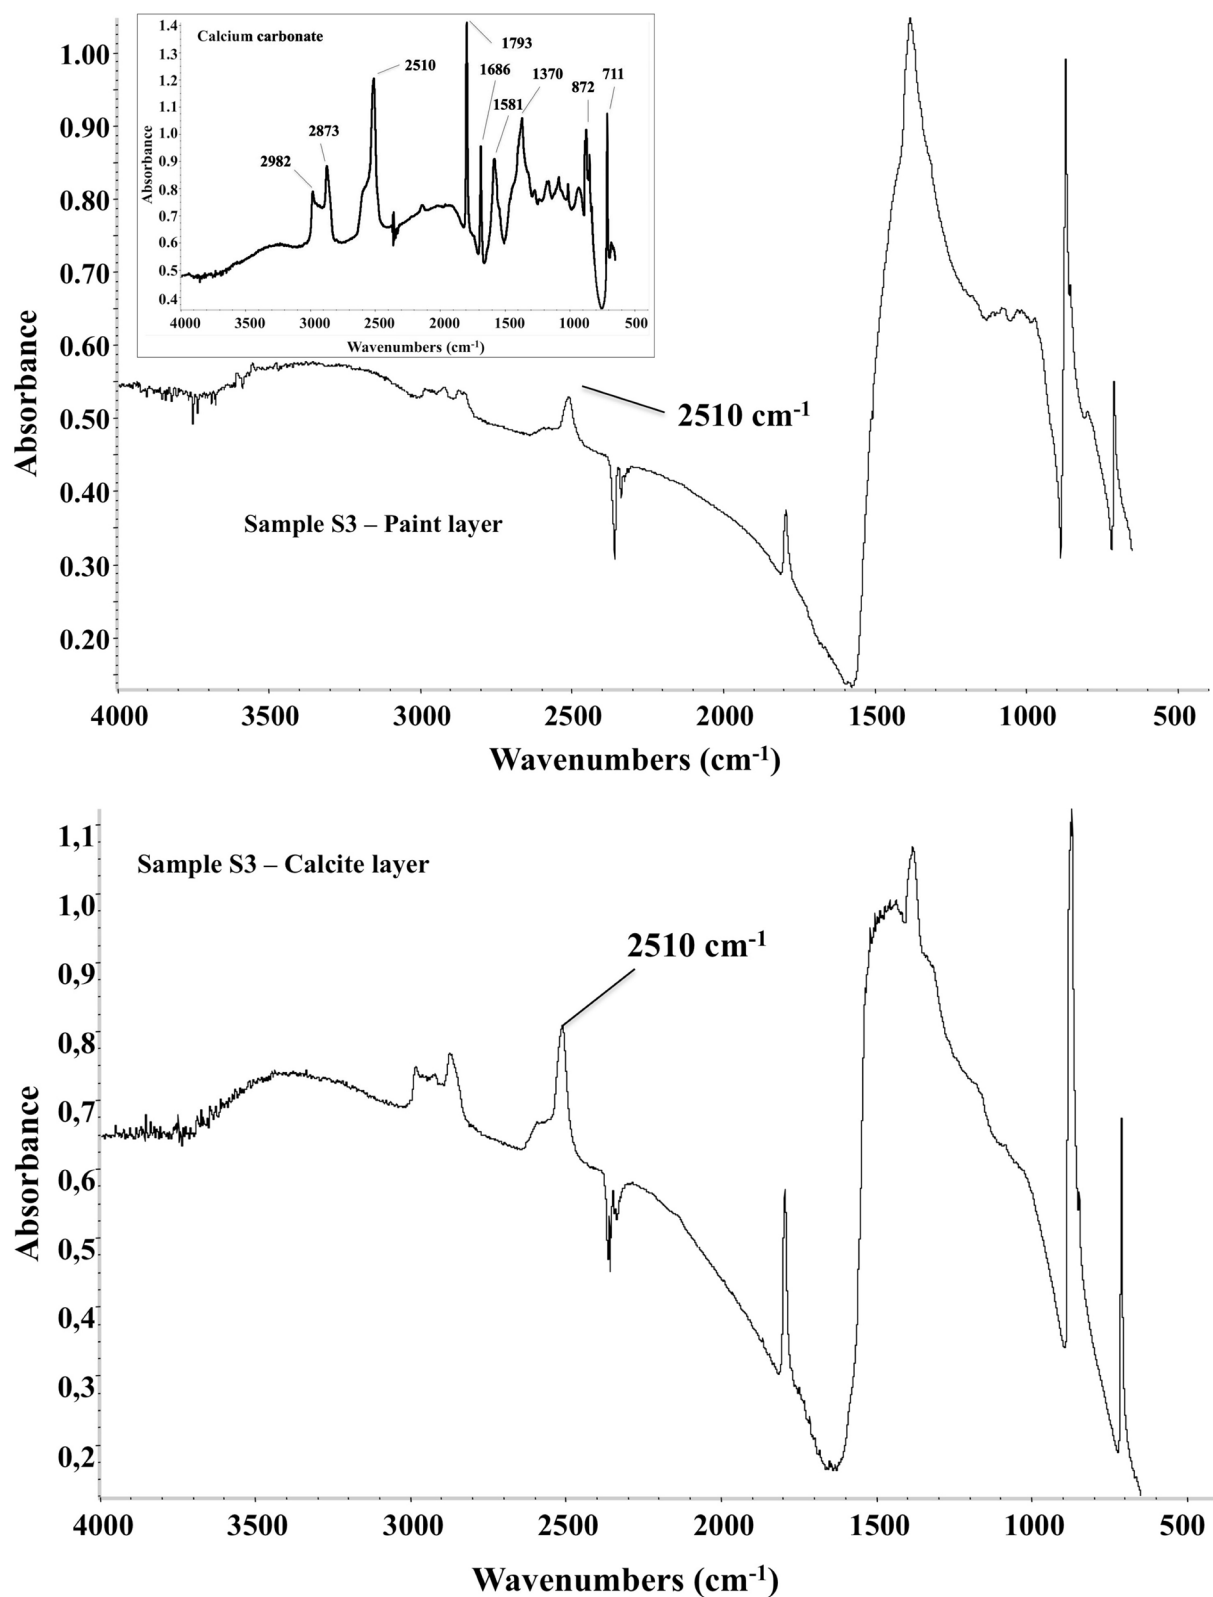 Calcium carbonate
1.4
1.3
1.2
1.1
1.0
0.9
0.8
0.7
0.6
0.5
0.4
Absorbance
2982
2873
2510
1793
1686
1581
1370
872
711
4000 3500 3000 2500 2000 1500 1000 500
Wavenumbers (cm-1)
1.00
0.90
0.80
0.70
0.60
0.50
0.40
0.30
0.20
Absorbance
2510 cm-1
Sample S3 – Paint layer
4000 3500 3000 2500 2000 1500 1000 500
Wavenumbers (cm-1)
Sample S3 – Calcite layer
1,1
1,0
0,9
0,8
0,7
0,6
0,5
0,4
0,3
0,2
Absorbance
2510 cm-1
4000 3500 3000 2500 2000 1500 1000 500
Wavenumbers (cm-1)